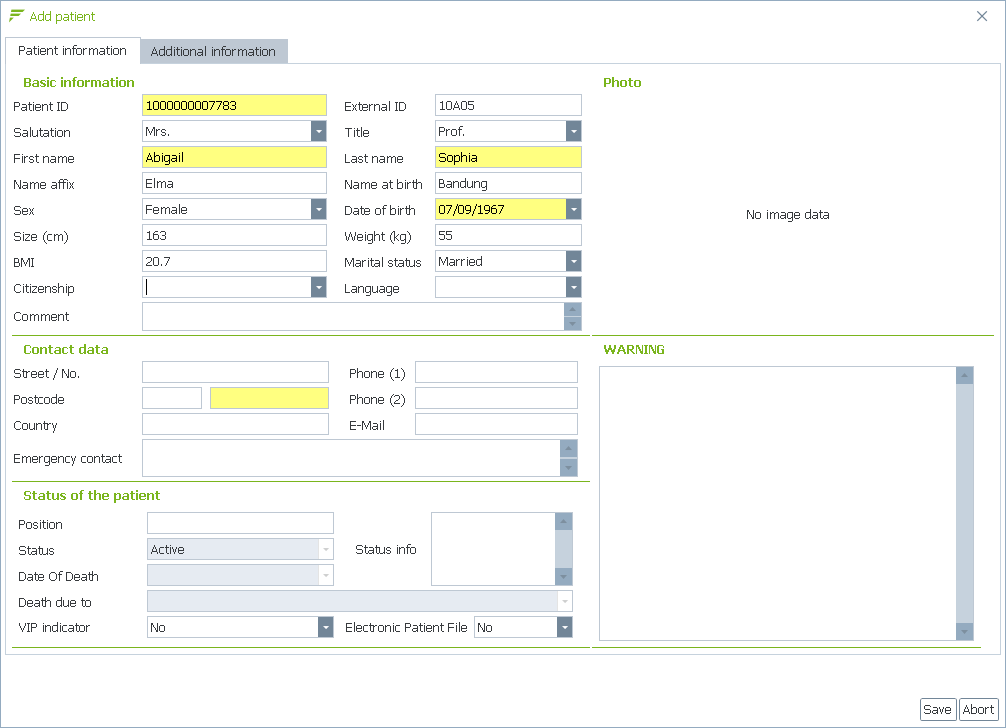 Add patient
Patient information Additional information
Basic information Photo
Patient ID 1000000007783 External ID 10A05
Salutation Mrs. Title Prof.
First name Abigail Last name Sophia
Name affix Elma Name at birth Bandung
Sex Female Date of birth 07/09/1967
No image data
Size (cm) 163 Weight (kg) 55
BMI 20.7 Marital status Married
Citizenship Language
Comment
Contact data WARNING
Street / No. Phone (1)
Postcode Phone (2)
Country E-Mail
Emergency contact
Status of the patient
Position
Status Active Status info
Date Of Death
Death due to
VIP indicator No Electronic Patient File No
Save Abort